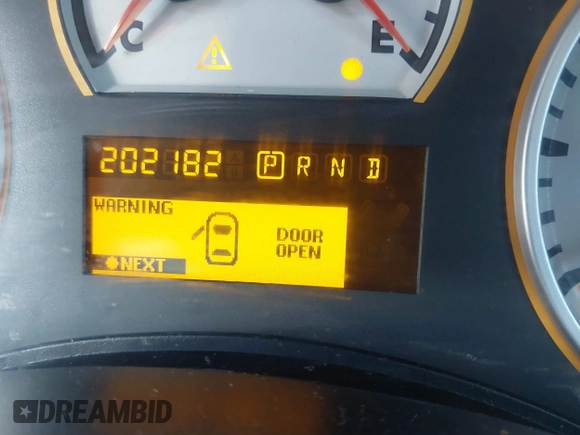 C E
202182 P R N D
WARNING
DOOR
OPEN
NEXT
DREAMBID